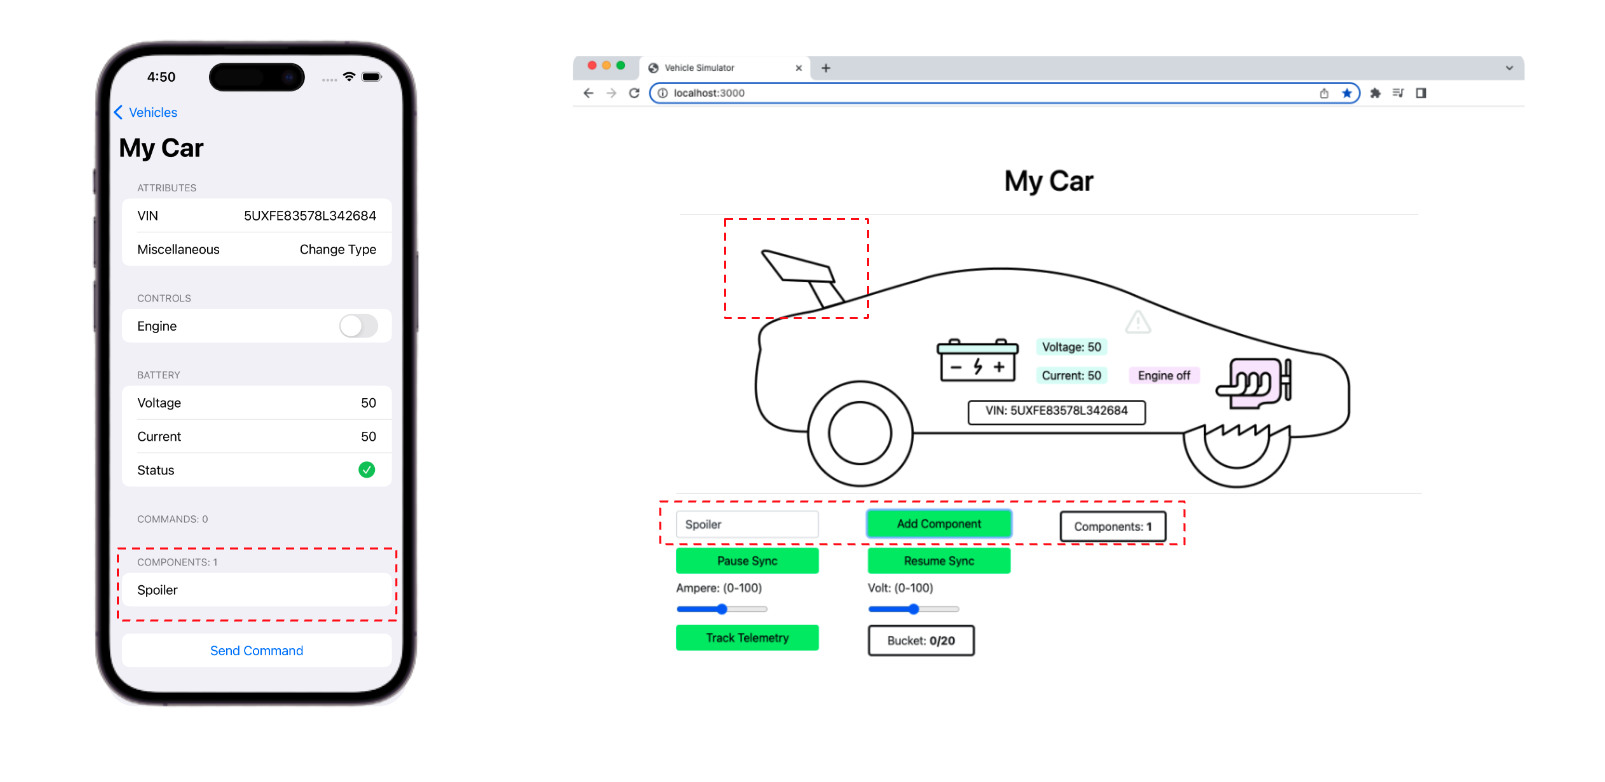 4:50
Vehicles
My Car
ATTRIBUTES
VIN 5UXFE83578L342684
Miscellaneous Change Type
CONTROLS
Engine
BATTERY
Voltage 50
Current 50
Status
COMMANDS: 0
COMPONENTS: 1
Spoiler
Send Command
Vehicle Simulator
localhost:3000
My Car
Voltage: 50
Current: 50
Engine off
VIN: 5UXFE83578L342684
Spoiler Add Component Components: 1
Pause Sync Resume Sync
Ampere: (0-100) Volt: (0-100)
Track Telemetry Bucket: 0/20